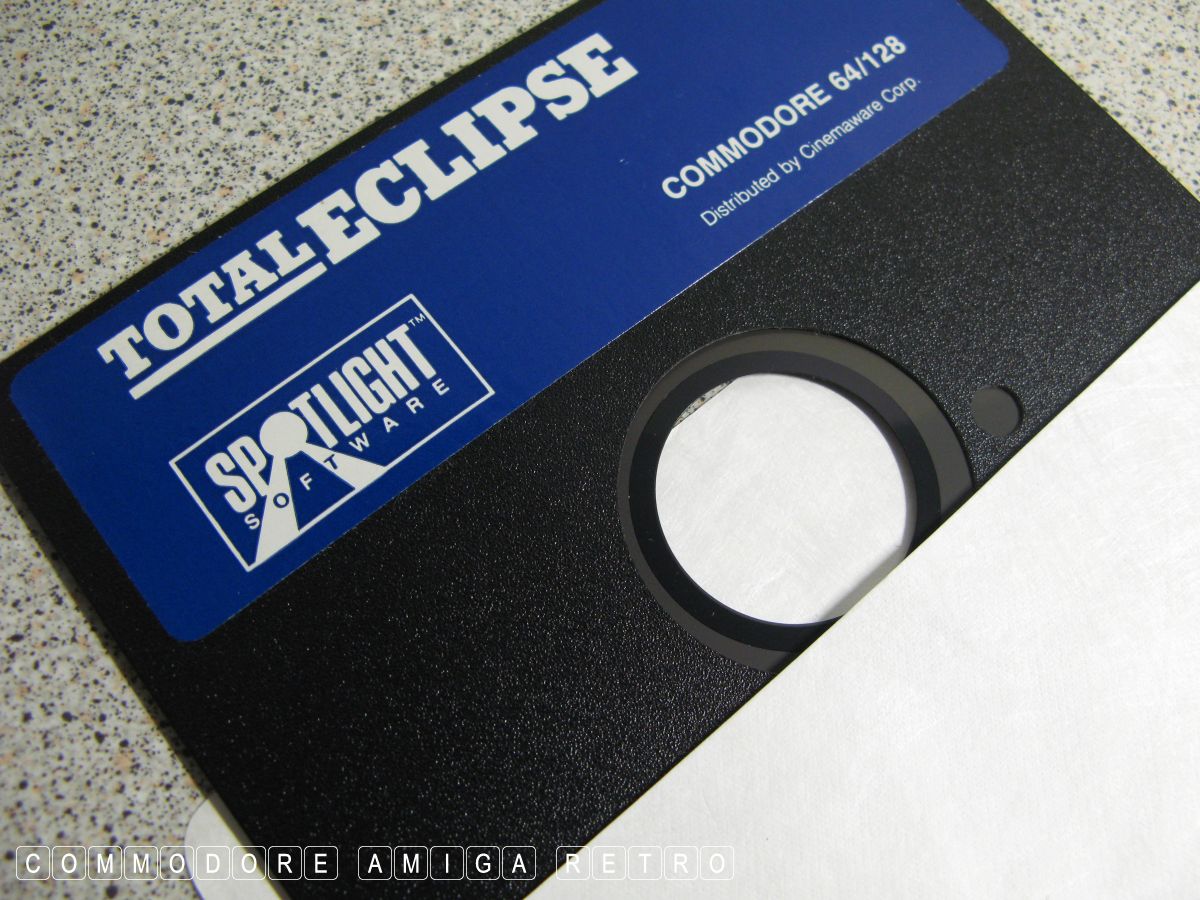 TOTAL ECLIPSE
COMMODORE 64/128
Distributed by Cinemaware Corp.
SPOTLIGHT™
SOFTWARE
COMMODORE AMIGA RETRO